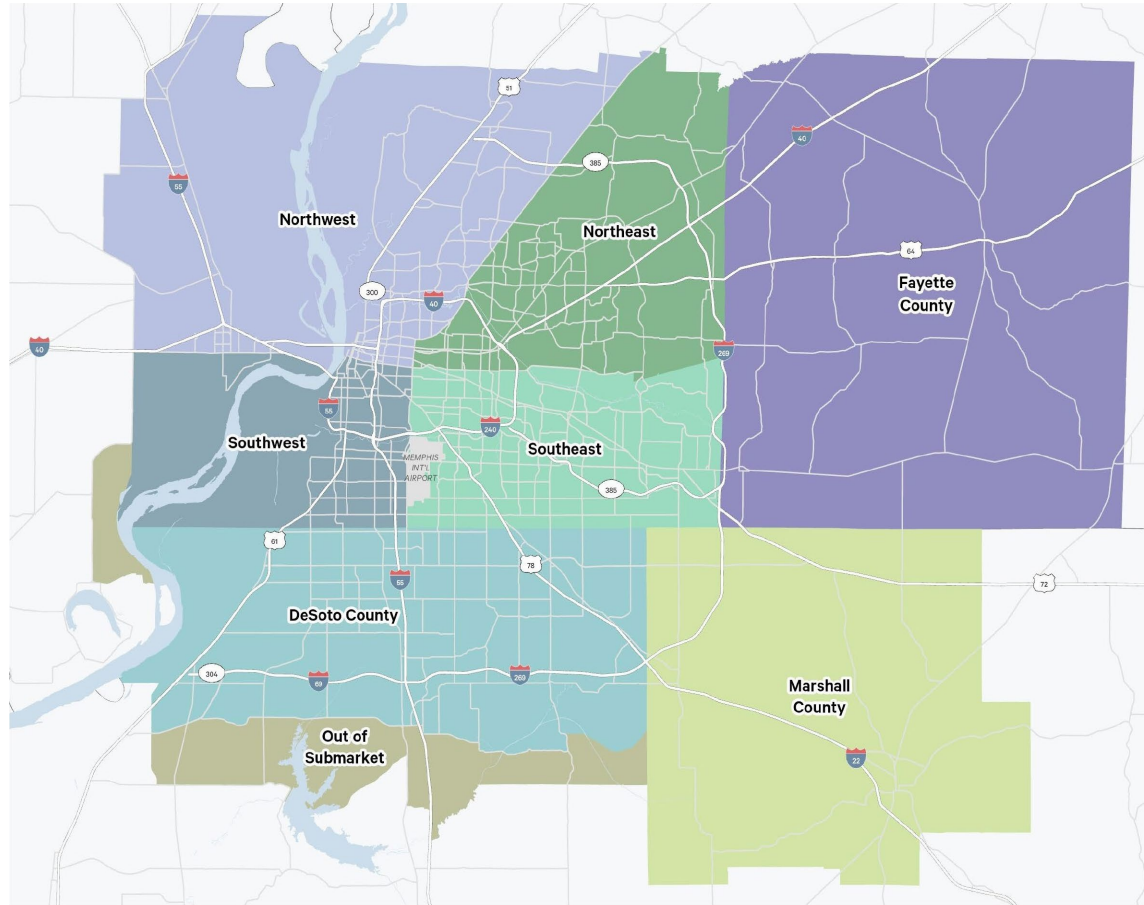 51
40
55
385
Northwest
Northeast
64
Fayette
County
300
40
40
269
55
240
Southwest
Southeast
MEMPHIS
INT'L
AIRPORT
385
61
78
55
72
DeSoto County
304
69
269
Marshall
County
Out of
Submarket
22